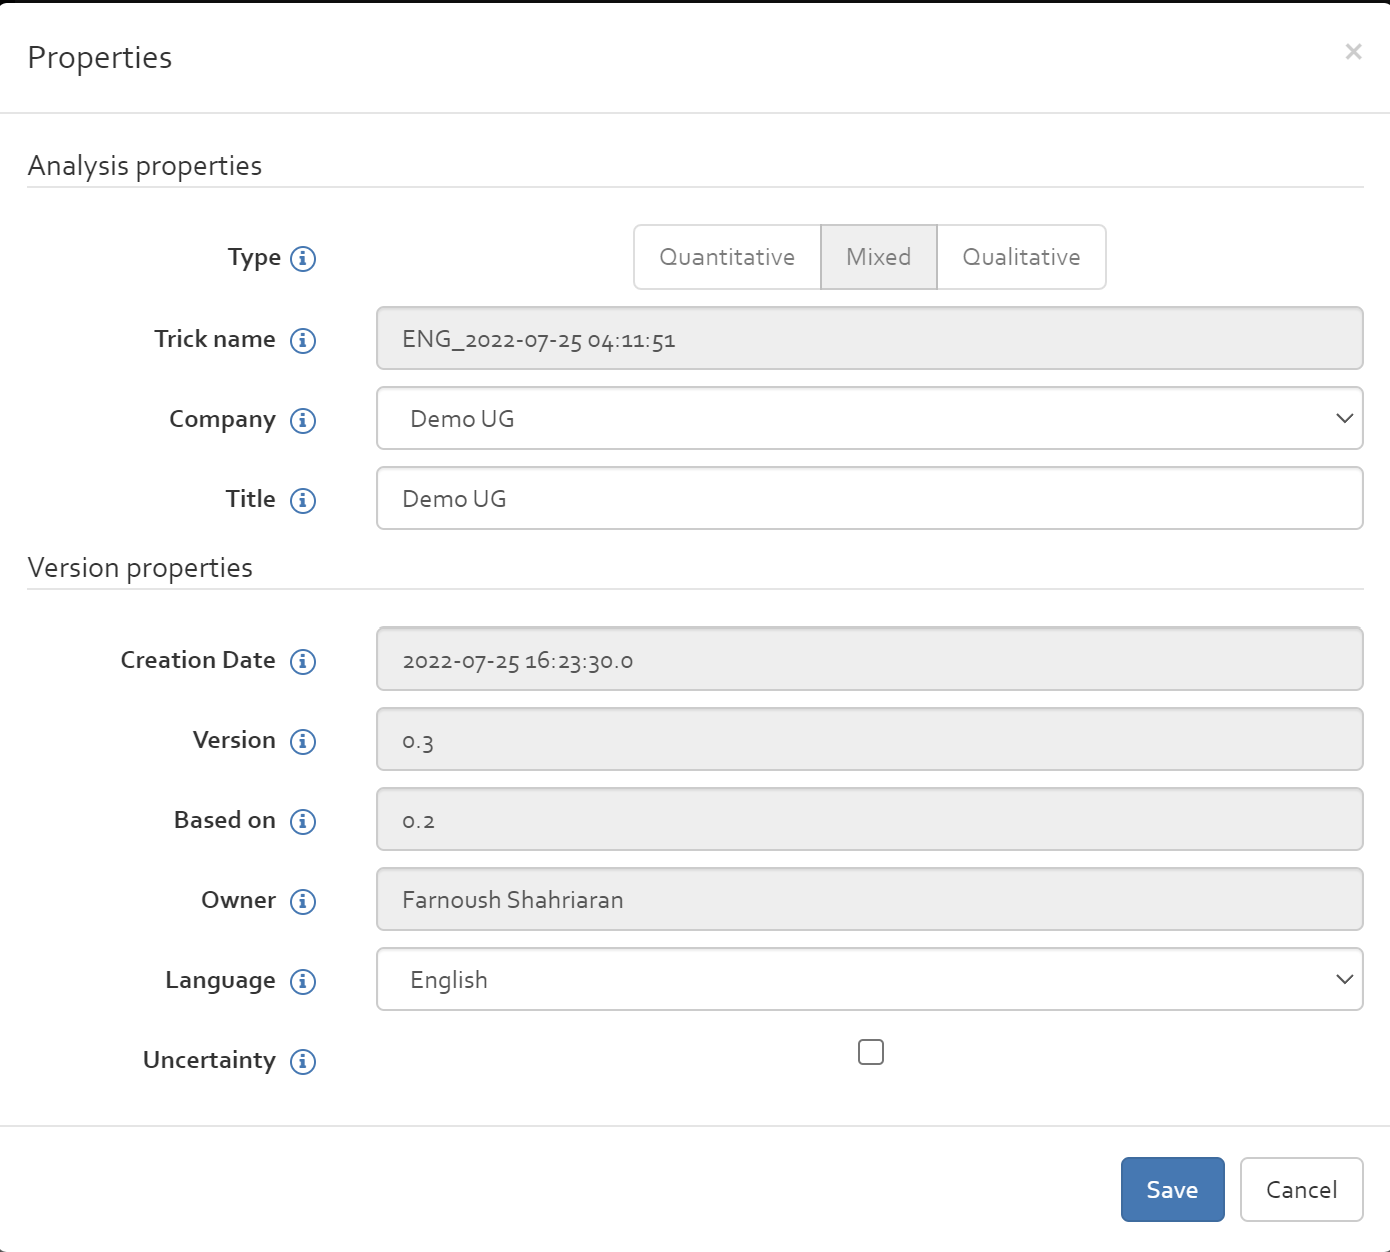 Properties ×
Analysis properties
Type Quantitative Mixed Qualitative
Trick name ENG_2022-07-25 04:11:51
Company Demo UG
Title Demo UG
Version properties
Creation Date 2022-07-25 16:23:30.0
Version 0.3
Based on 0.2
Owner Farnoush Shahriaran
Language English
Uncertainty
Save Cancel